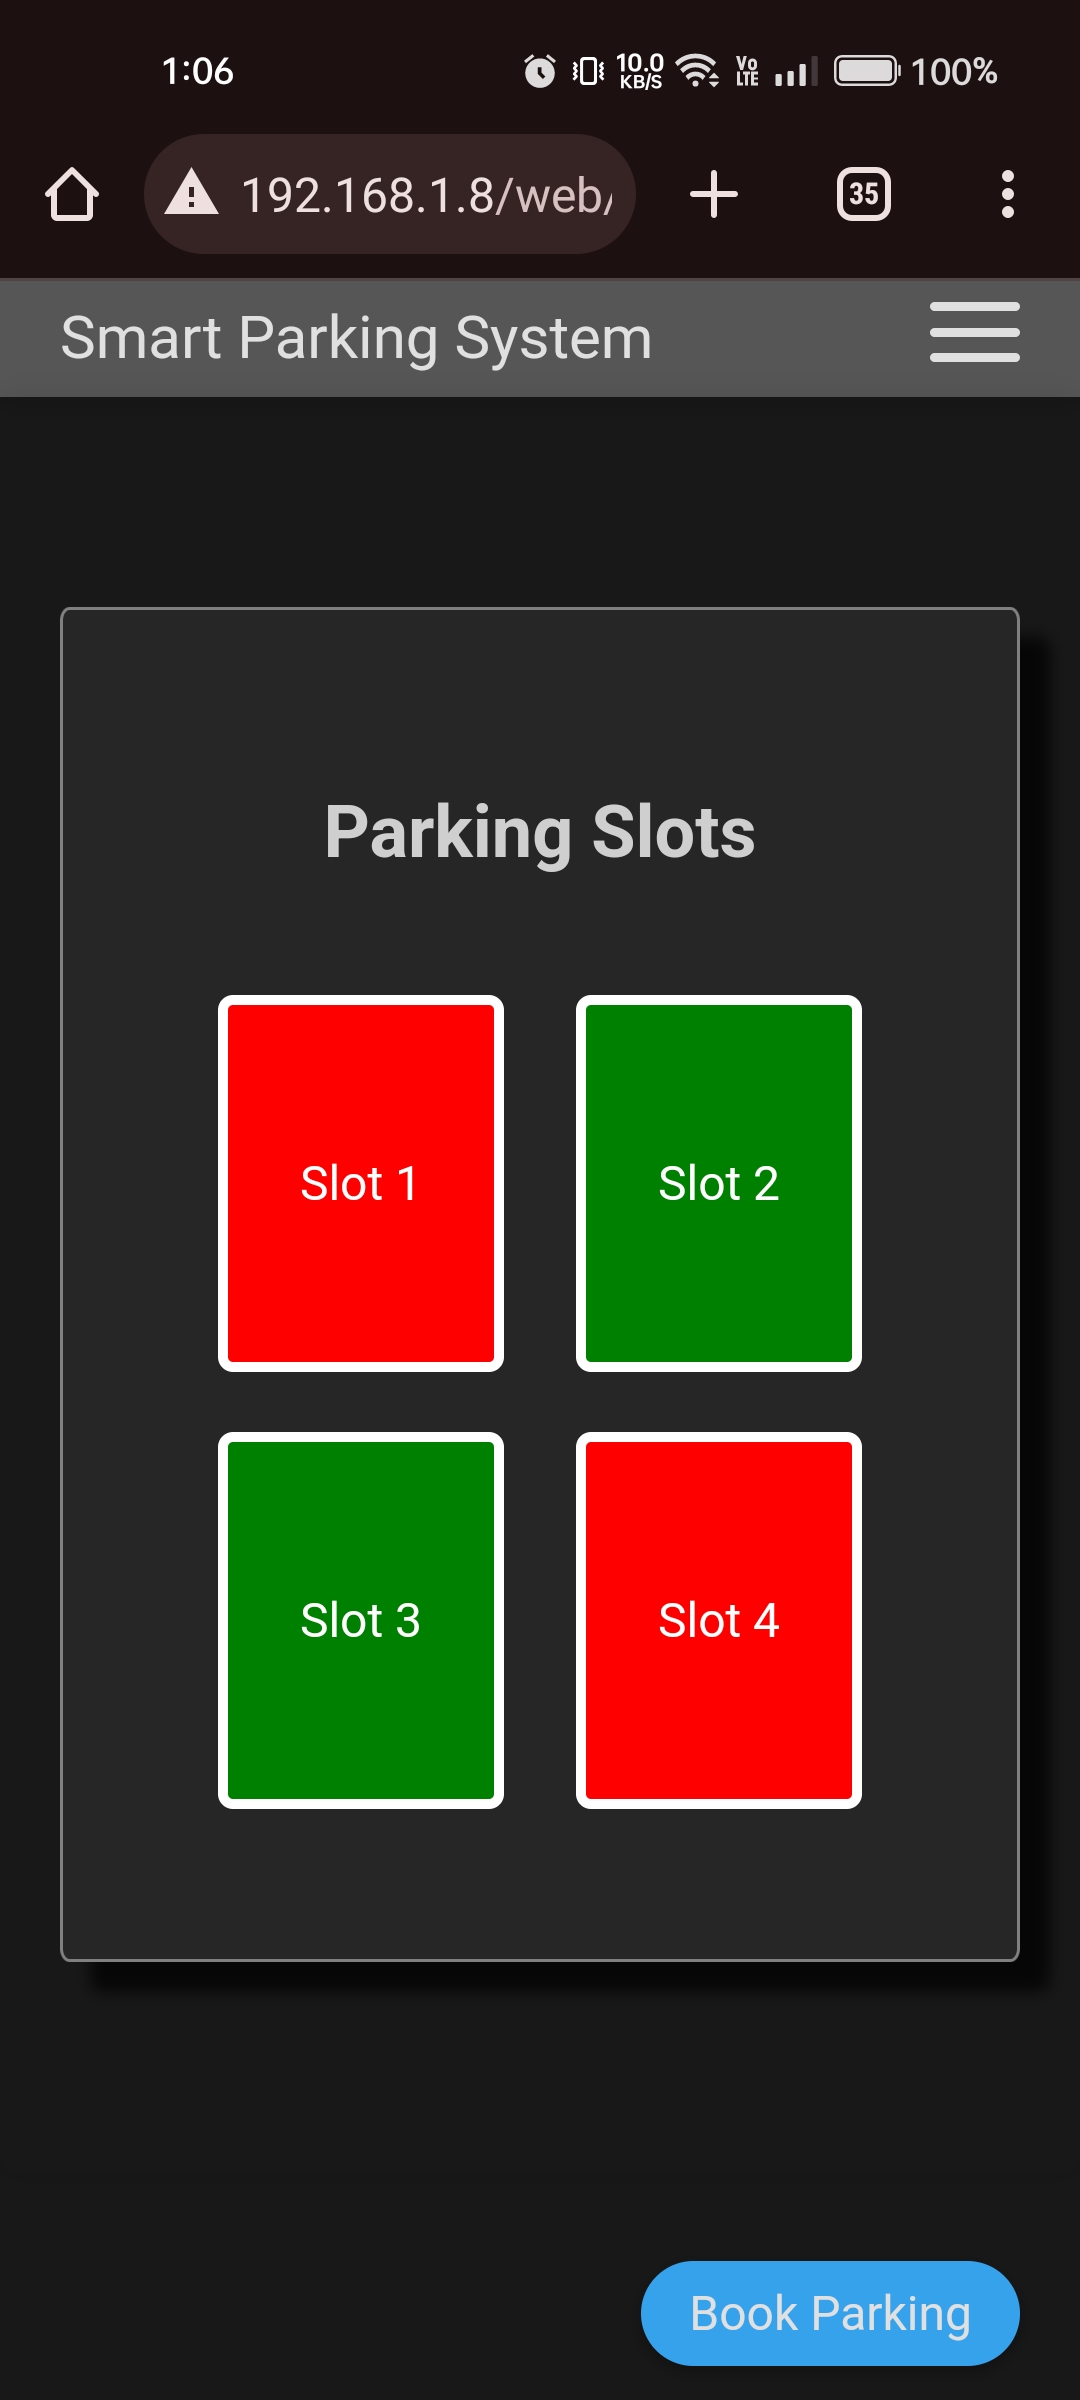 1:06 10.0 KB/S Vo LTE 100%
192.168.1.8/web/ 35
Smart Parking System
Parking Slots
Slot 1 Slot 2
Slot 3 Slot 4
Book Parking